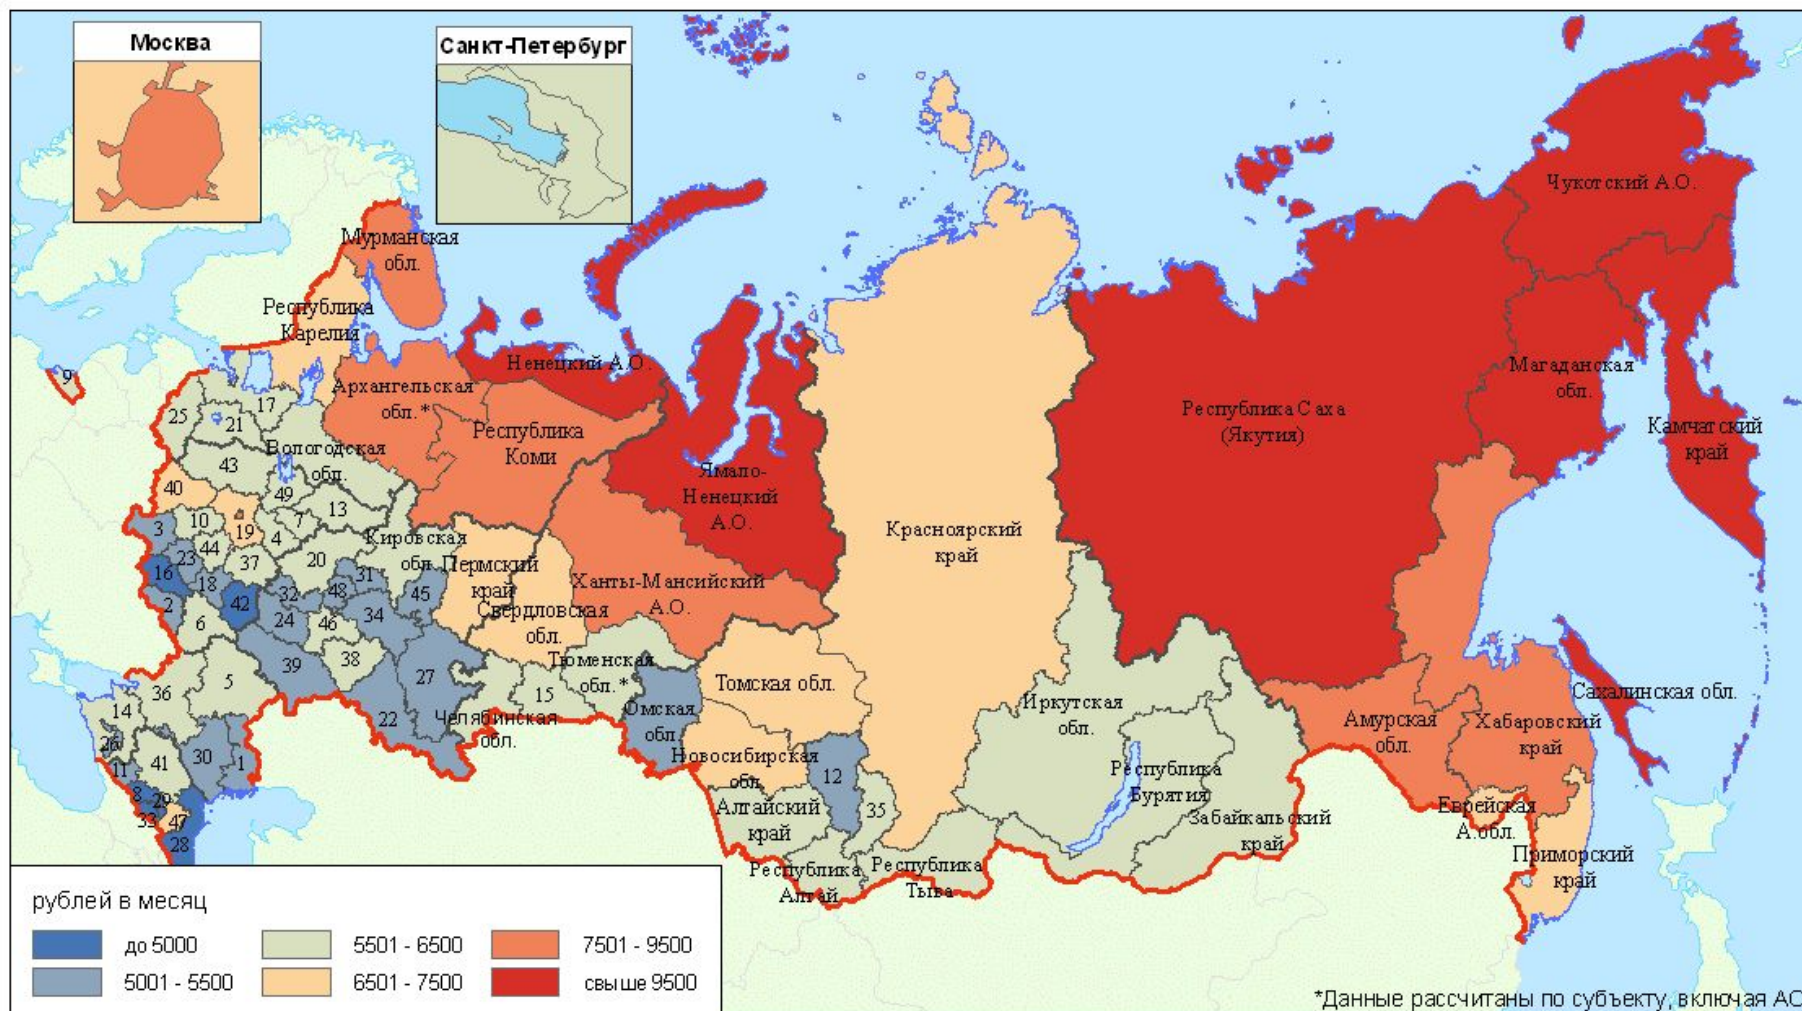 Москва
Санкт-Петербург
Чукотский А.О.
Мурманская
обл.
Республика
Карелия
Ненецкий А.О.
Магаданская
обл.
9
Архангельская
обл. *
17
25
21
Республика Саха
(Якутия)
Камчатский
край
Республика
Коми
Вологодская
обл.
43
Ямало-
Ненецкий
А.О.
40
49
13
10
7
3
19
4
Красноярский
край
Кировская
обл.
44
23
20
37
Пермский
край
16
18
31
Ханты-Мансийский
А.О.
32
48
45
2
42
34
Свердловская
обл.
6
24
46
39
38
Тюменская
обл. *
27
5
36
15
Томская обл.
Сахалинская обл.
Иркутская
обл.
14
22
Челябинская
обл.
Омская
обл.
Амурская
обл.
Хабаровский
край
26
30
1
41
11
Новосибирская
обл.
12
Республика
Бурятия
8
29
47
33
28
Алтайский
край
35
Забайкальский
край
Еврейская
А.обл.
Приморский
край
Республика
Алтай
Республика
Тыва
рублей в месяц
до 5000
5501 - 6500
7501 - 9500
5001 - 5500
6501 - 7500
свыше 9500
*Данные рассчитаны по субъекту, включая АО